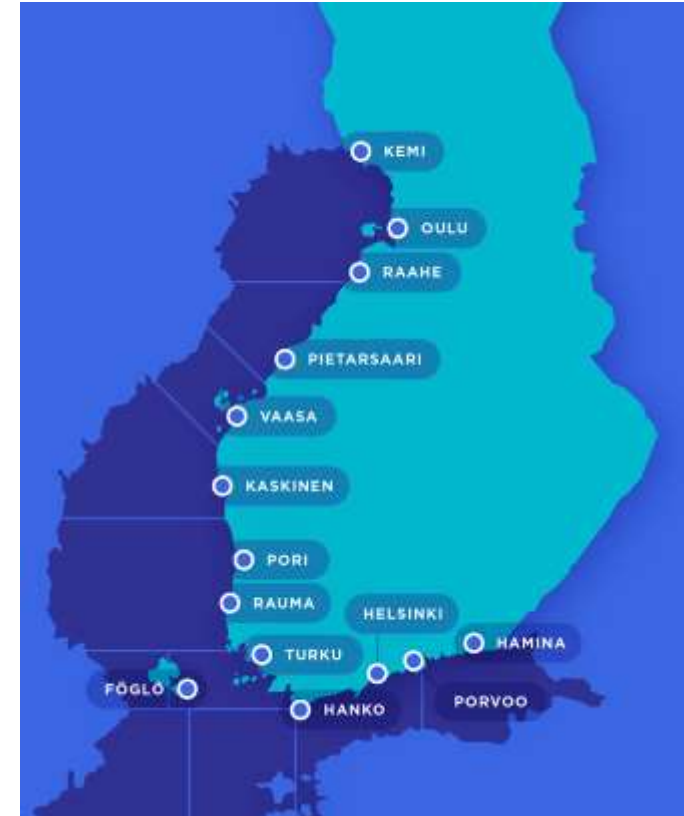 KEMI
OULU
RAAHE
PIETARSAARI
VAASA
KASKINEN
PORI
RAUMA
HELSINKI
HAMINA
TURKU
FÖGLÖ
PORVOO
HANKO